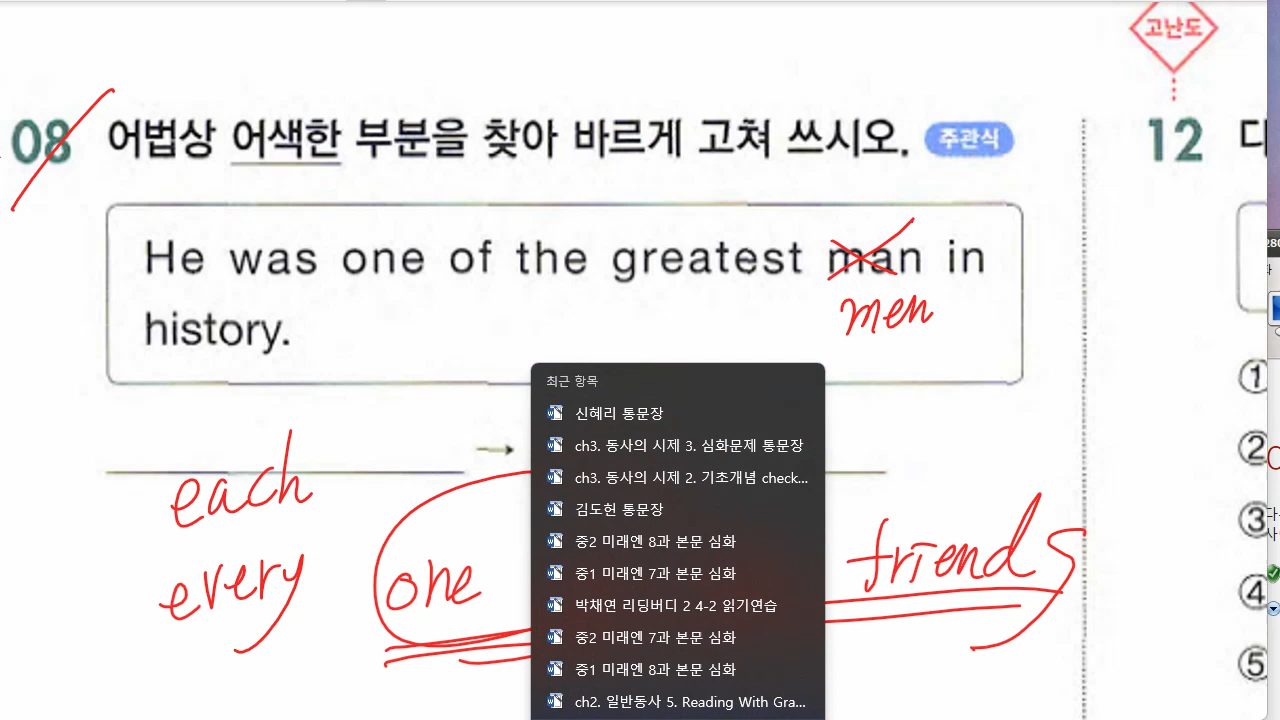 고난도
08 어법상 어색한 부분을 찾아 바르게 고쳐 쓰시오. 주관식
He was one of the greatest man in
men
history.
→
each
every
one
friends
최근 항목
신혜리 통문장
ch3. 동사의 시제 3. 심화문제 통문장
ch3. 동사의 시제 2. 기초개념 check...
김도헌 통문장
중2 미래엔 8과 본문 심화
중1 미래엔 7과 본문 심화
박채연 리딩버디 2 4-2 읽기연습
중2 미래엔 7과 본문 심화
중1 미래엔 8과 본문 심화
ch2. 일반동사 5. Reading With Gra...
12
①
②
③
④
⑤